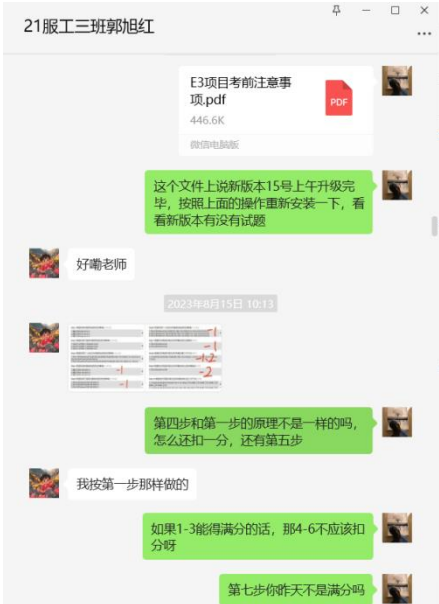 21服工三班郭旭红
E3项目考前注意事
项.pdf
PDF
446.6K
微信电脑版
这个文件上说新版本15号上午升级完
毕，按照上面的操作重新安装一下，看
看新版本有没有试题
好嘞老师
2023年8月15日 10:13
-1
-1
-1.2
-1
-2
-1
第四步和第一步的原理不是一样的吗，
怎么还扣一分，还有第五步
我按第一步那样做的
如果1-3能得满分的话，那4-6不应该扣
分呀
第七步你昨天不是满分吗